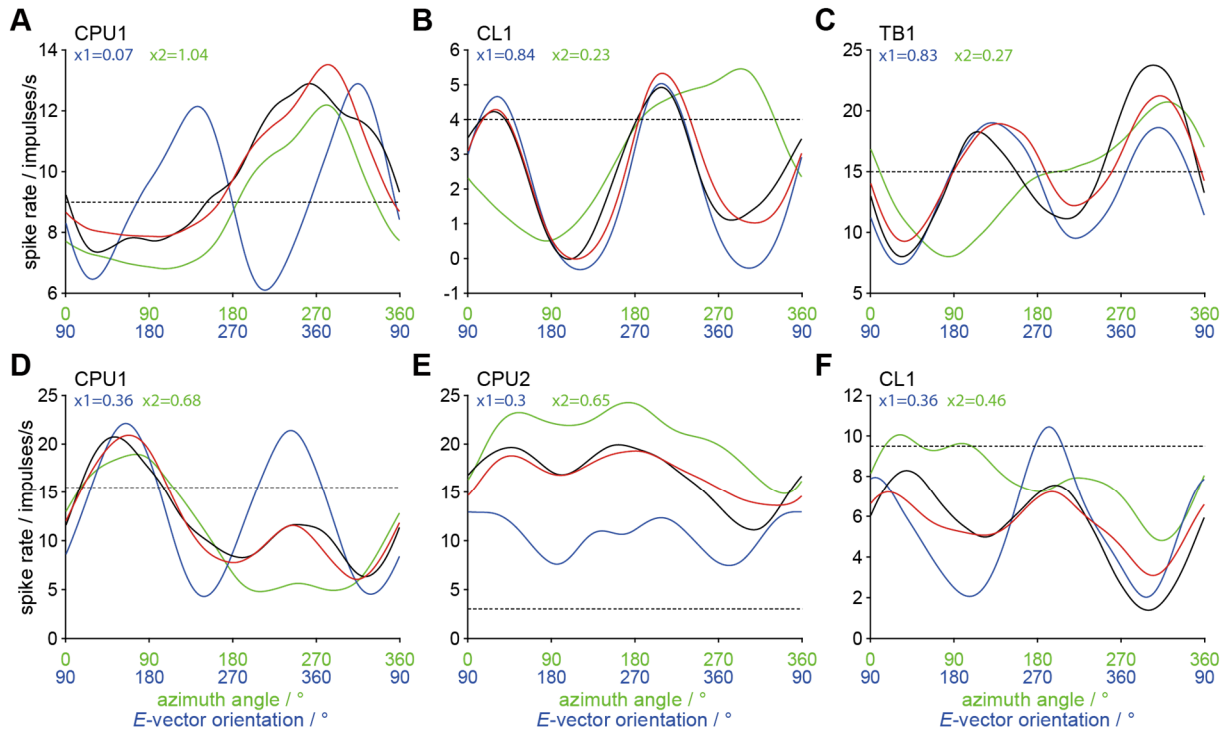 A B C
CPU1 CL1 TB1
x1=0.07 x2=1.04 x1=0.84 x2=0.23 x1=0.83 x2=0.27
spike rate / impulses/s
14 12 10 8 6
6 5 4 3 2 1 0 -1
25 20 15 10 5
0 90 180 270 360 0 90 180 270 360 0 90 180 270 360
90 180 270 360 90 90 180 270 360 90 90 180 270 360 90
D E F
CPU1 CPU2 CL1
x1=0.36 x2=0.68 x1=0.3 x2=0.65 x1=0.36 x2=0.46
spike rate / impulses/s
25 20 15 10 5 0
25 20 15 10 5 0
12 10 8 6 4 2 0
0 90 180 270 360 0 90 180 270 360 0 90 180 270 360
90 180 270 360 90 90 180 270 360 90 90 180 270 360 90
azimuth angle / ° azimuth angle / ° azimuth angle / °
E-vector orientation / ° E-vector orientation / ° E-vector orientation / °